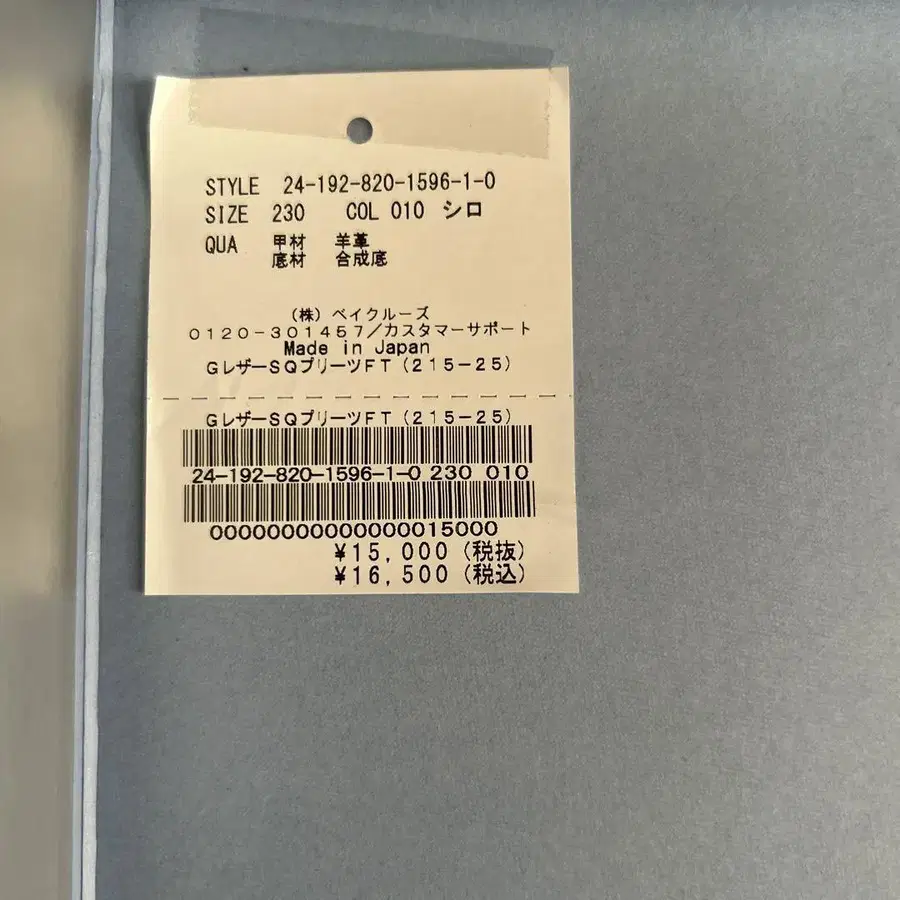 STYLE 24-192-820-1596-1-0
SIZE 230 COL 010 シロ
QUA 甲材 羊革
底材 合成底
(株) ベイクルーズ
0120-301457/カスタマーサポート
Made in Japan
GレザーSQプリーツFT(215-25)
GレザーSQプリーツFT(215-25)
24-192-820-1596-1-0 230 010
00000000000000015000
¥15,000(税抜)
¥16,500(税込)